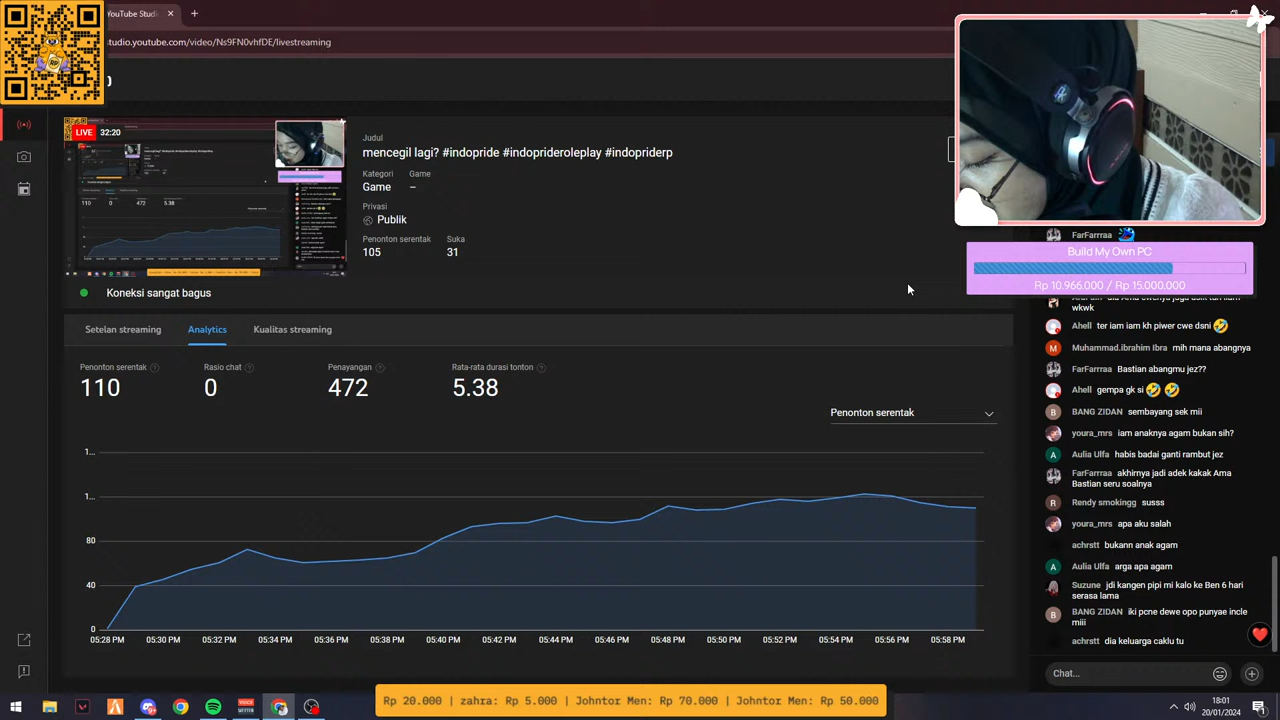 YouTube Studi
studio.youtube.com/video/Ns9FN0vhfDE/livestreaming
LIVE 32:20
Judul
mencegil lagi? #indopride #indoprideroleplay #indopriderp
Kategori Game
Game –
Privasi
Publik
Penonton serentak Suka
105 31
Koneksi sangat bagus
Setelan streaming Analytics Kualitas streaming
Penonton serentak Rasio chat Penayangan Rata-rata durasi tonton
110 0 472 5.38
Penonton serentak
1...
1...
80
40
0
05:28 PM 05:30 PM 05:32 PM 05:34 PM 05:36 PM 05:38 PM 05:40 PM 05:42 PM 05:44 PM 05:46 PM 05:48 PM 05:50 PM 05:52 PM 05:54 PM 05:56 PM 05:58 PM
FarFarrraa
Build My Own PC
Rp 10.966.000 / Rp 15.000.000
wkwk
Ahell ter iam iam kh piwer cwe dsni 🤣
Muhammad.ibrahim Ibra mih mana abangnya
FarFarrraa Bastian abangmu jez??
Ahell gempa gk si 🤣 🤣
BANG ZIDAN sembayang sek mii
youra_mrs iam anaknya agam bukan sih?
Aulia Ulfa habis badai ganti rambut jez
FarFarrraa akhirnya jadi adek kakak Ama
Bastian seru soalnya
Rendy smokingg susss
youra_mrs apa aku salah
achrstt bukann anak agam
Aulia Ulfa arga apa agam
Suzune jdi kangen pipi mi kalo ke Ben 6 hari
serasa lama
BANG ZIDAN iki pcne dewe opo punyae incle
miii
achrstt dia keluarga caklu tu
Chat...
Rp 20.000 | zahra: Rp 5.000 | Johntor Men: Rp 70.000 | Johntor Men: Rp 50.000
18:01
20/01/2024